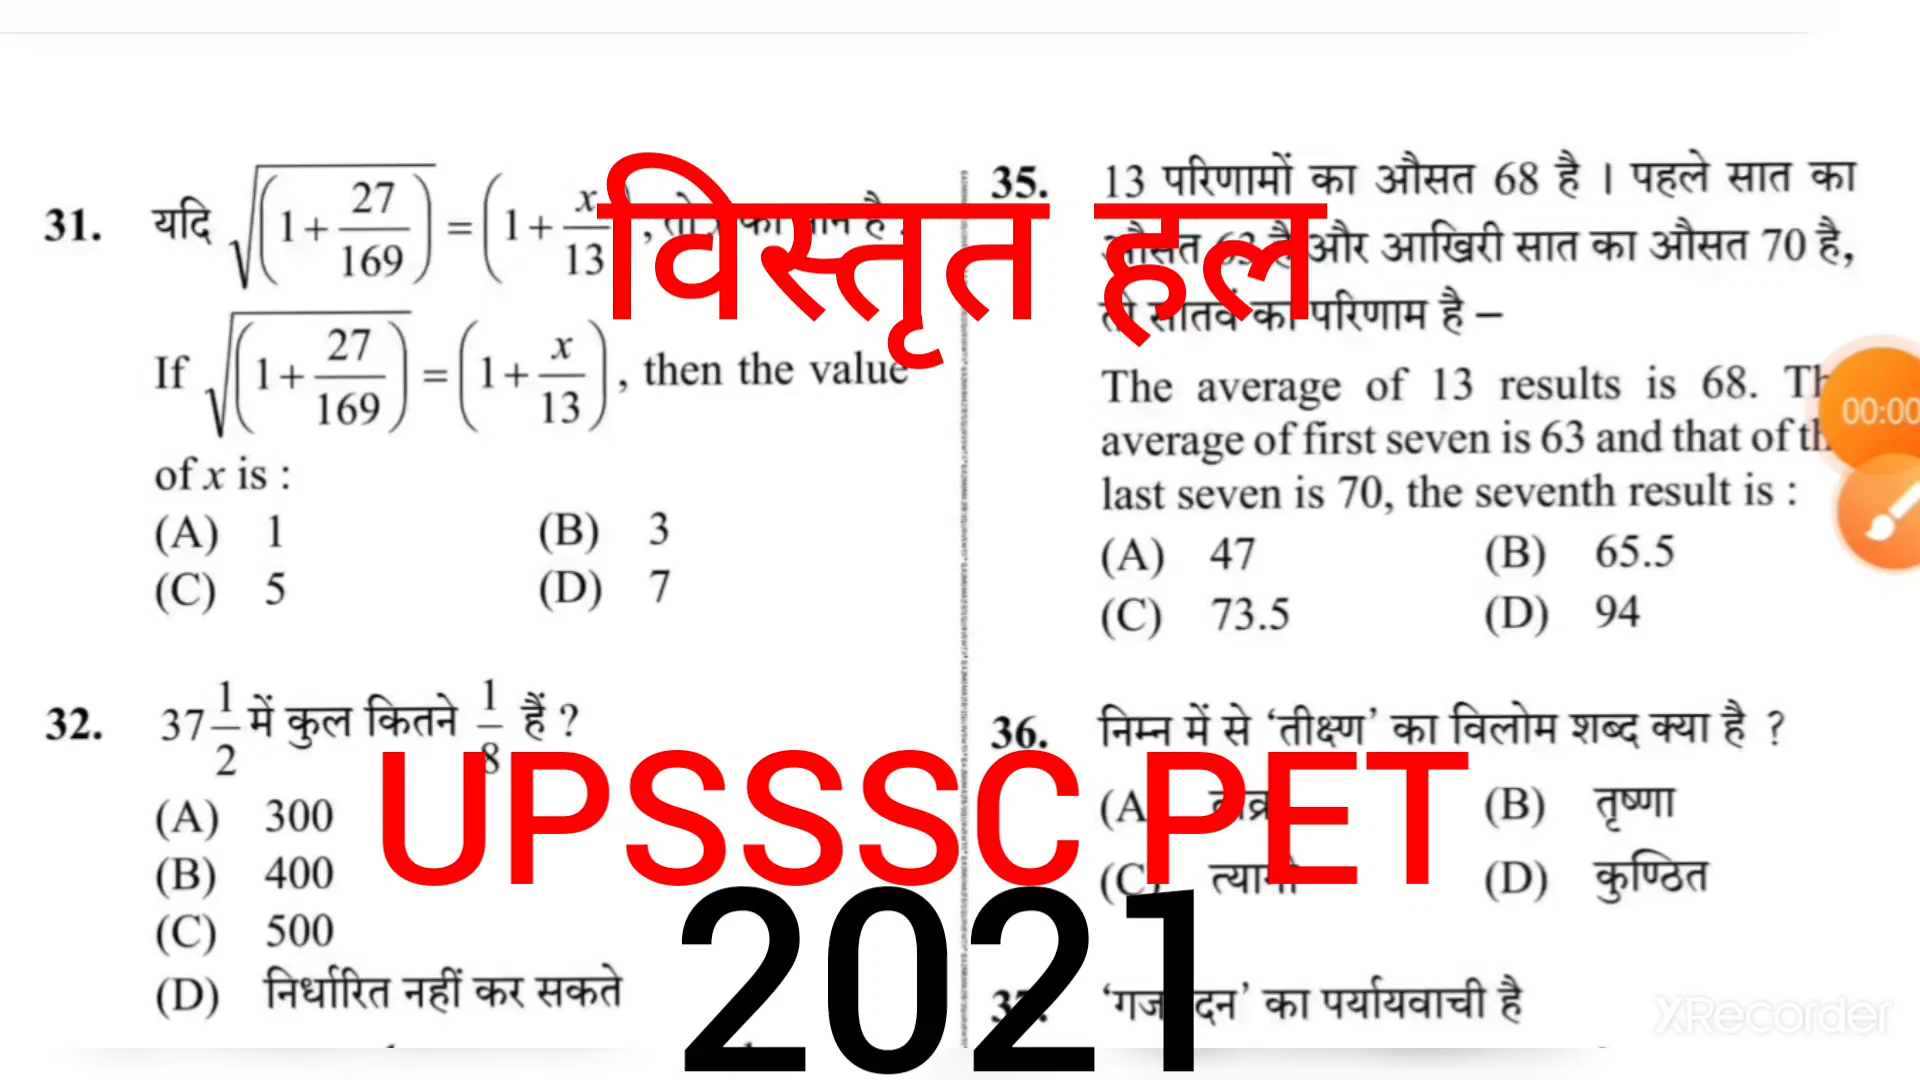 31. यदि √(1+27/169) = (1+x/13
If √(1+27/169) = (1+x/13), then the value
of x is :
(A) 1 (B) 3
(C) 5 (D) 7
32. 37 1/2 में कुल कितने 1/8 हैं ?
(A) 300
(B) 400
(C) 500
(D) निर्धारित नहीं कर सकते
विस्तृत हल
35. 13 परिणामों का औसत 68 है । पहले सात का
औसत 63 है और आखिरी सात का औसत 70 है,
परिणाम है –
The average of 13 results is 68.
average of first seven is 63 and that of
last seven is 70, the seventh result is :
(A) 47 (B) 65.5
(C) 73.5 (D) 94
36. निम्न में से ‘तीक्ष्ण’ का विलोम शब्द क्या है ?
(A (B) तृष्णा
(C) (D) कुण्ठित
का पर्यायवाची है
UPSSSC PET
2021
00:00
XRecorder